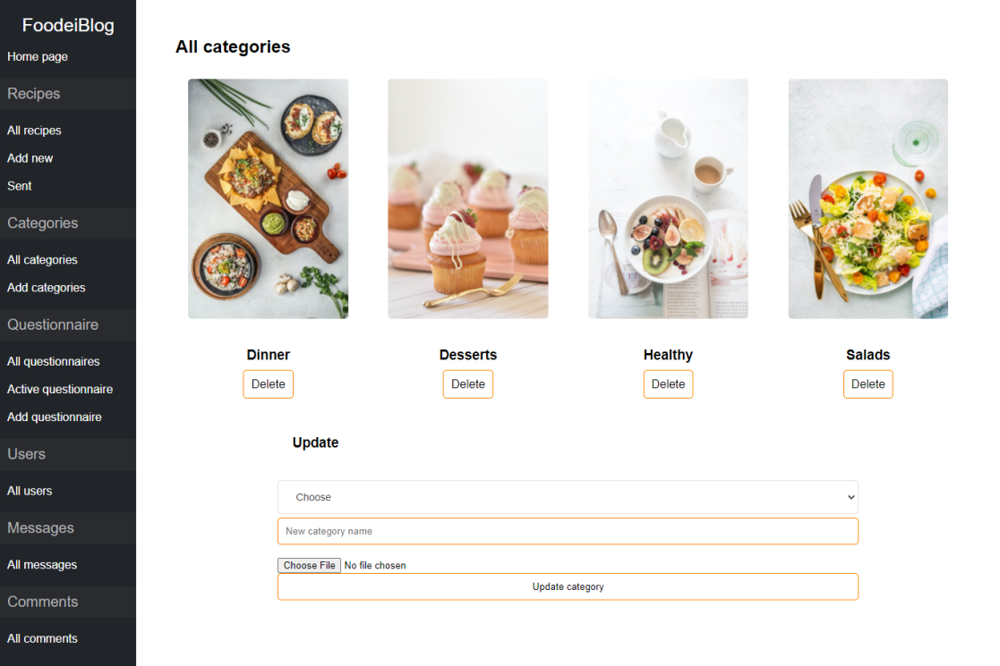 FoodeiBlog
Home page
Recipes
All recipes
Add new
Sent
Categories
All categories
Add categories
Questionnaire
All questionnaires
Active questionnaire
Add questionnaire
Users
All users
Messages
All messages
Comments
All comments
All categories
Dinner
Desserts
Healthy
Salads
Delete
Delete
Delete
Delete
Update
Choose
New category name
Choose File No file chosen
Update category